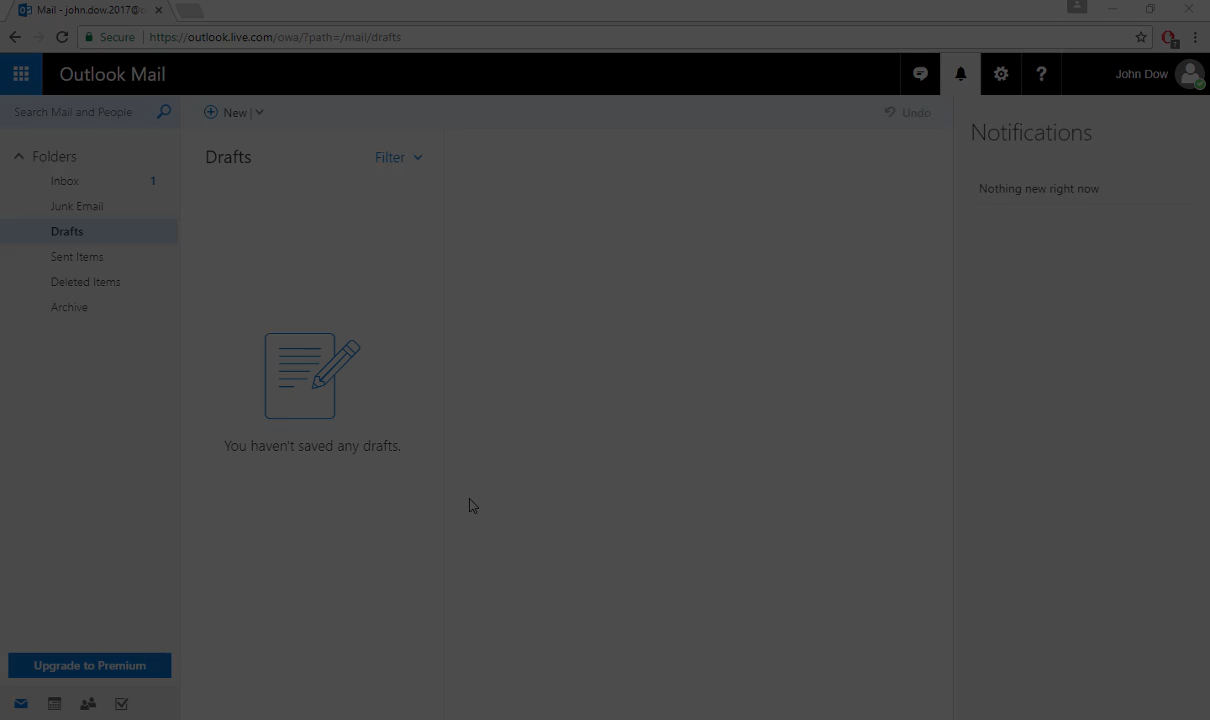 Mail - john.dow.2017@o
Secure | https://outlook.live.com/owa/?path=/mail/drafts
7
Outlook Mail
?
John Dow
Search Mail and People
New |
Undo
Folders
Inbox 1
Junk Email
Drafts
Sent Items
Deleted Items
Archive
Upgrade to Premium
Drafts
Filter
You haven't saved any drafts.
Notifications
Nothing new right now